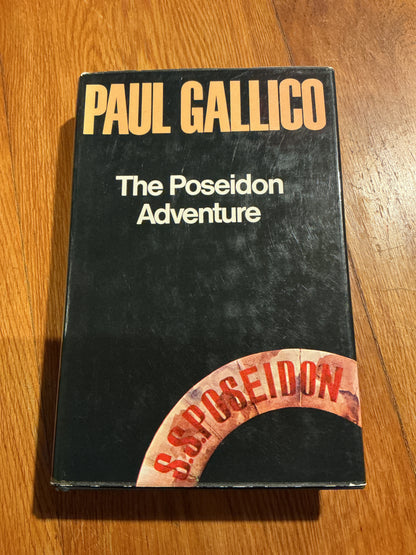 PAUL GALLICO
The Poseidon
Adventure
S.S.POSEIDON